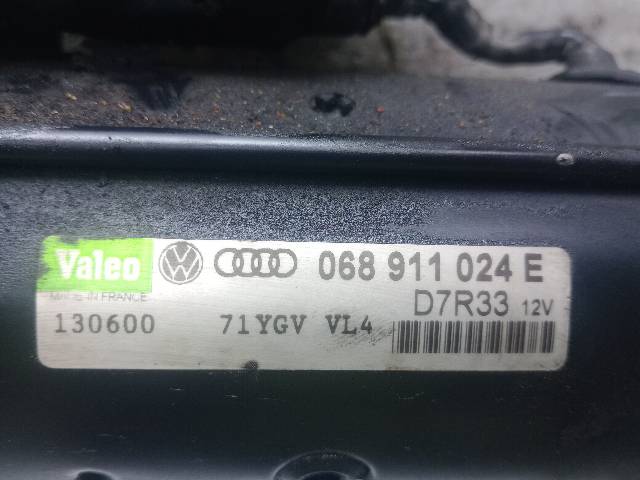 Valeo 068 911 024 E
MADE IN FRANCE D7R33 12V
130600 71YGV VL4